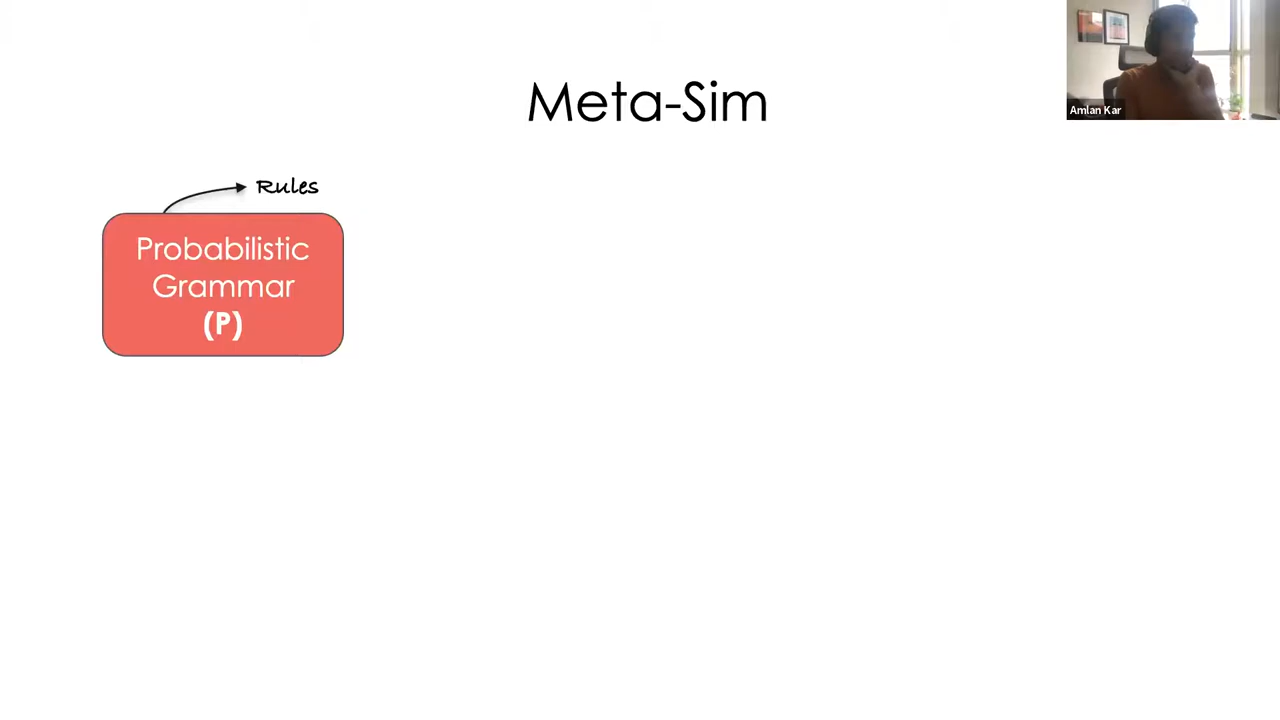 Meta-Sim
Amlan Kar
Rules
Probabilistic
Grammar
(P)